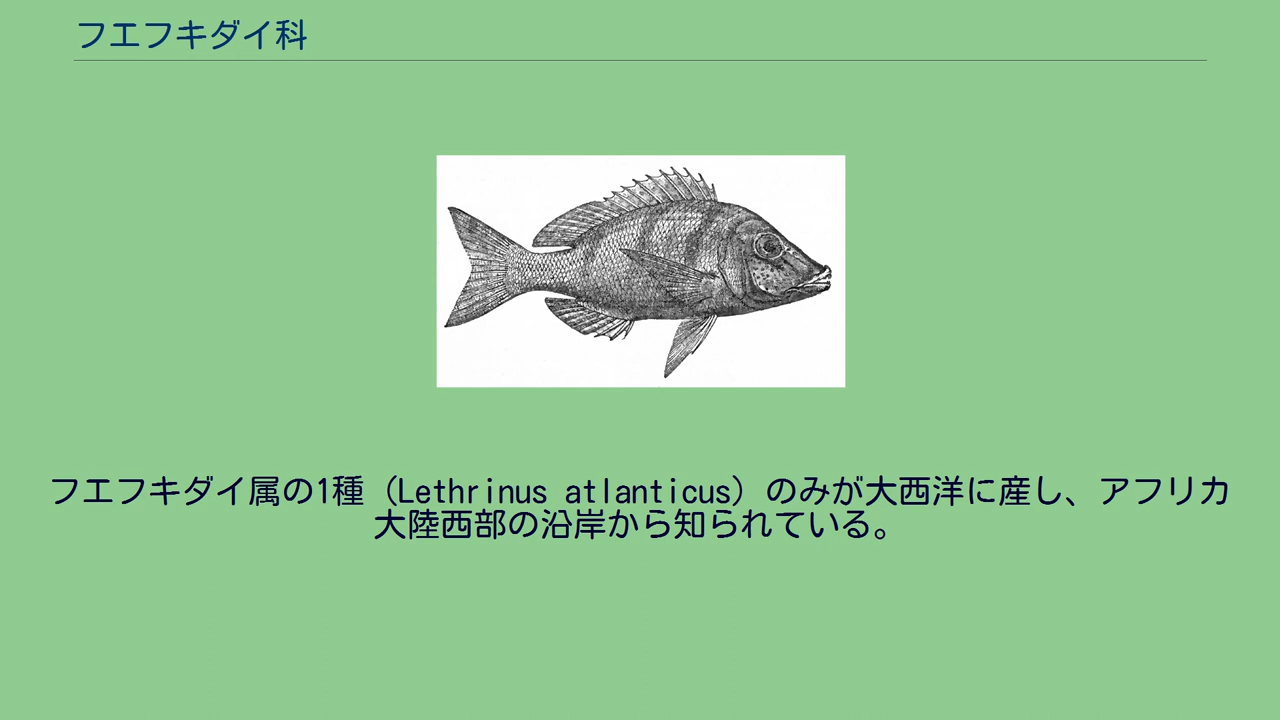 フエフキダイ科
フエフキダイ属の1種（Lethrinus atlanticus）のみが大西洋に産し、アフリカ
大陸西部の沿岸から知られている。